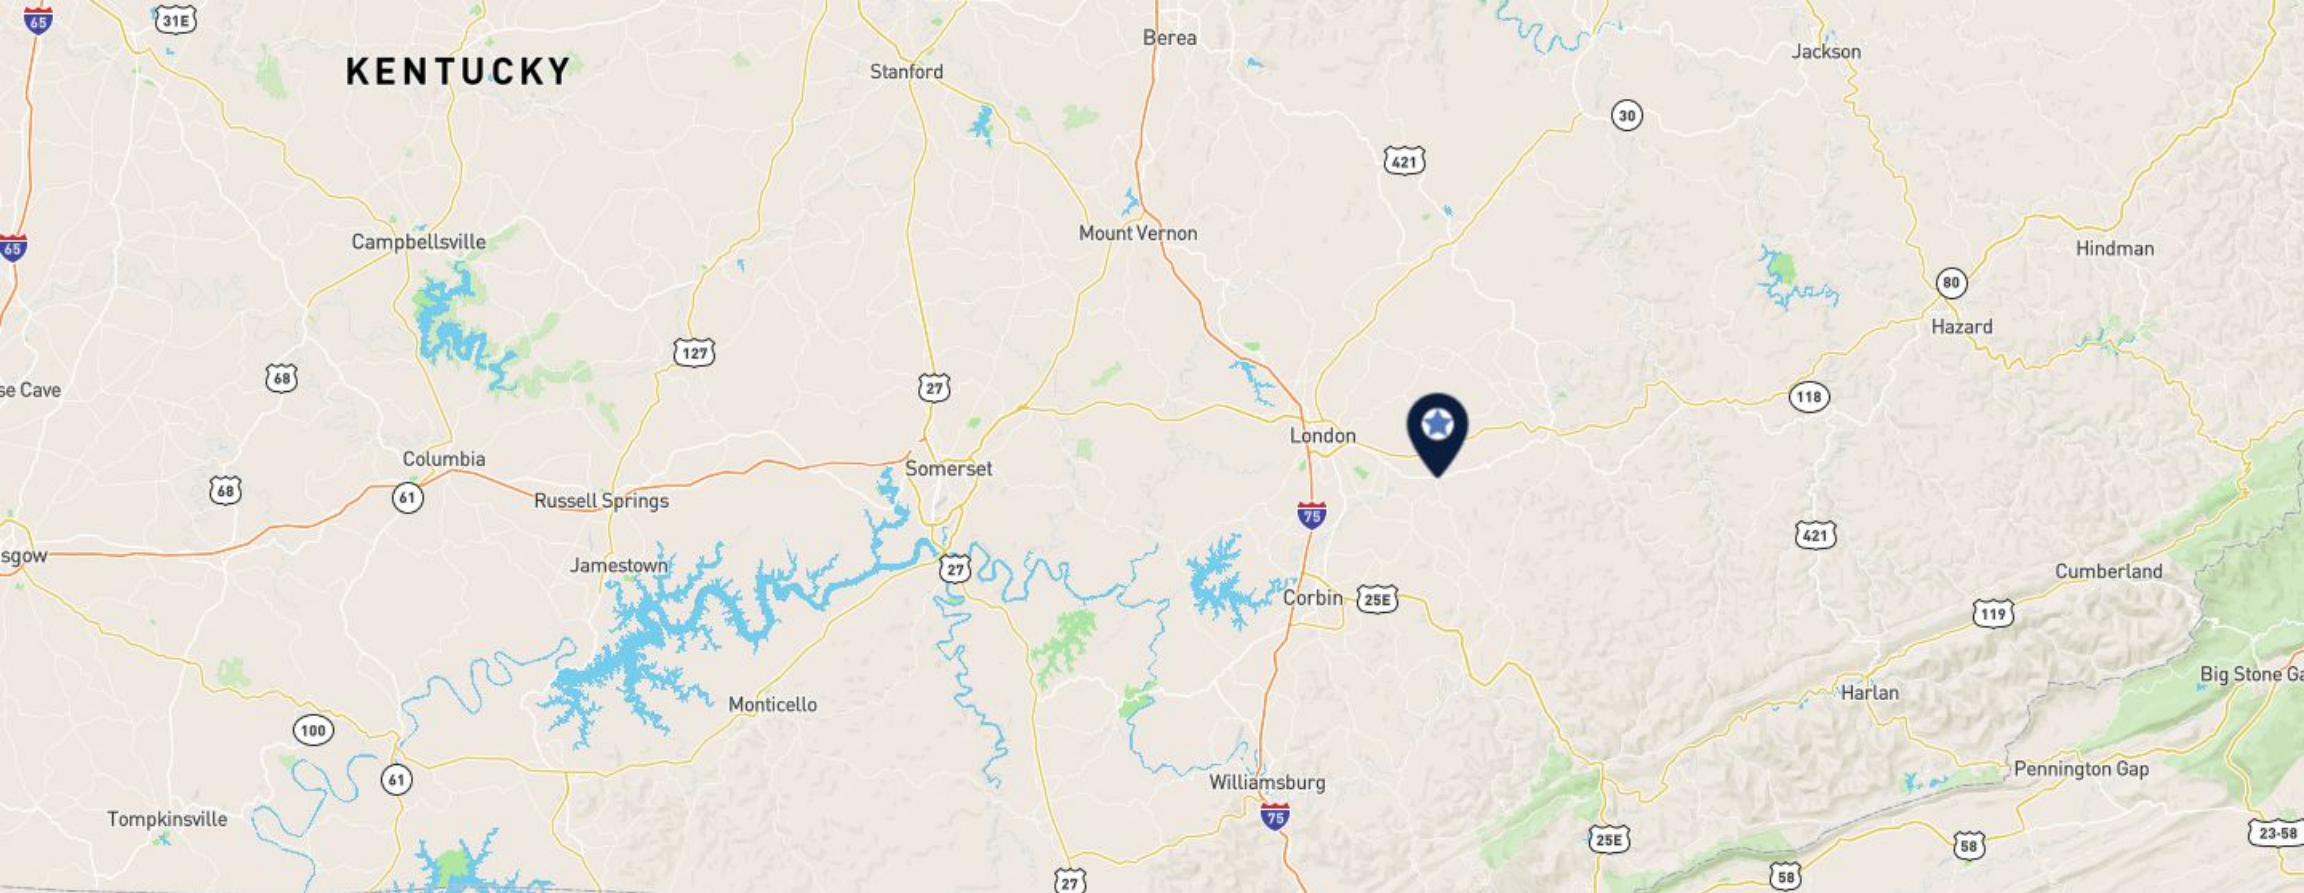 65
31E
Berea
Jackson
KENTUCKY
Stanford
30
421
Campbellsville
Mount Vernon
65
Hindman
80
Hazard
127
68
27
se Cave
118
London
Columbia
Somerset
68
61
Russell Springs
75
421
sgow
Jamestown
27
Cumberland
Corbin
25E
119
Big Stone Ga
Harlan
Monticello
100
61
Williamsburg
Pennington Gap
Tompkinsville
75
23-58
25E
58
58
27